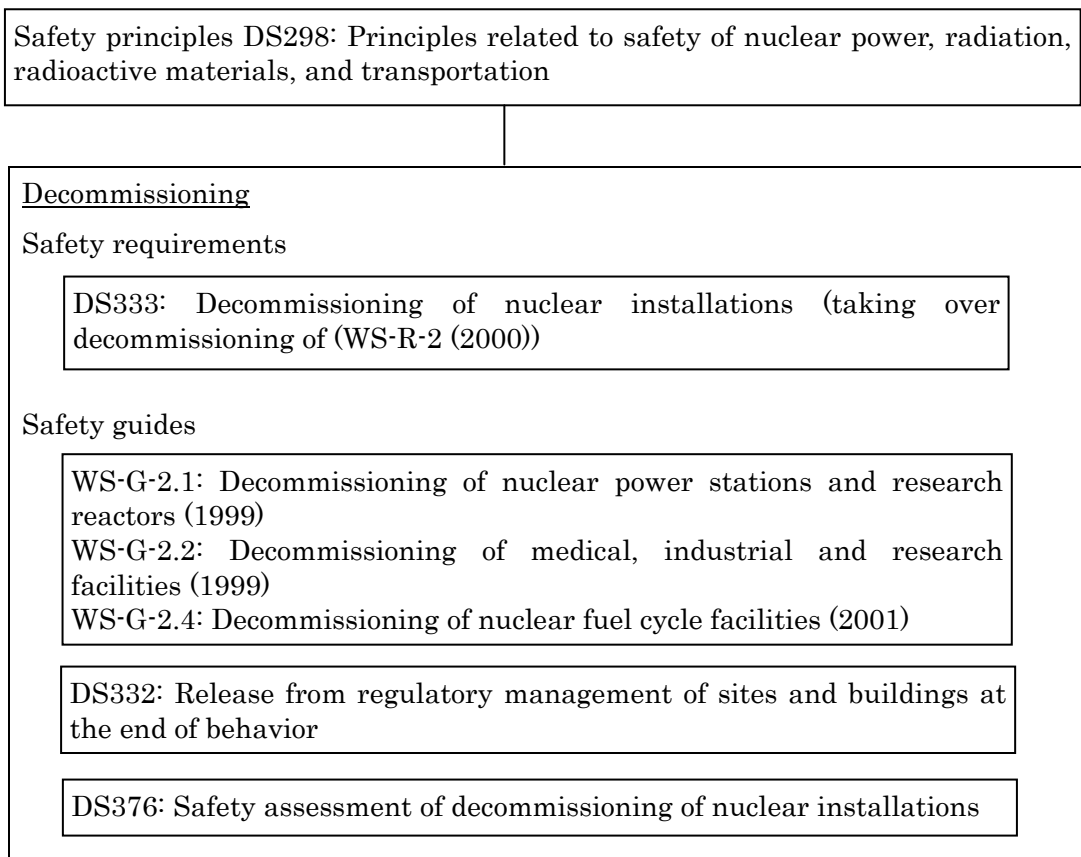 Safety principles DS298: Principles related to safety of nuclear power, radiation,
radioactive materials, and transportation
Decommissioning
Safety requirements
DS333: Decommissioning of nuclear installations (taking over
decommissioning of (WS-R-2 (2000))
Safety guides
WS-G-2.1: Decommissioning of nuclear power stations and research
reactors (1999)
WS-G-2.2: Decommissioning of medical, industrial and research
facilities (1999)
WS-G-2.4: Decommissioning of nuclear fuel cycle facilities (2001)
DS332: Release from regulatory management of sites and buildings at
the end of behavior
DS376: Safety assessment of decommissioning of nuclear installations